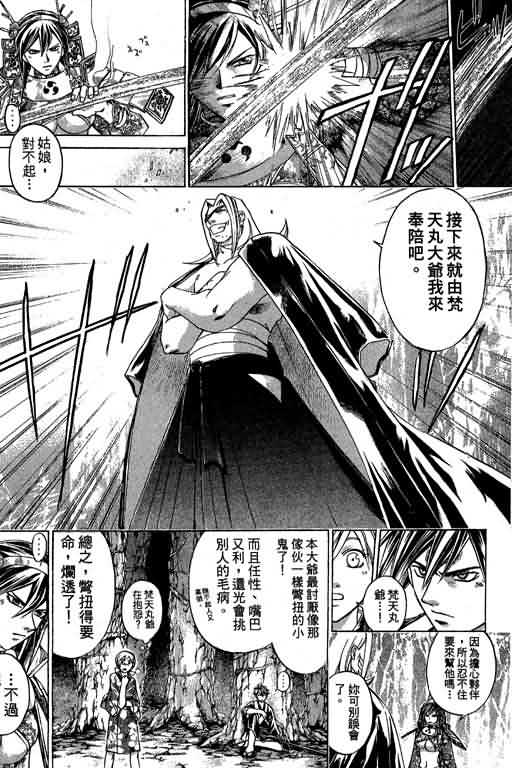 姑娘，
對不起…
…
接下來就由梵
天丸大爺我來
奉陪吧。
因為擔心夥伴
，所以忍不住
要來幫他嗎…
梵天丸
爺…
妳可別誤會
了。
本大爺最討厭像那
傢伙一樣彆扭的小
鬼了！
而且任性、嘴巴
又利，還光會挑
別人的毛病。
梵天丸
在抱怨？
總之，彆扭得要
命，爛透了！
…
…不過